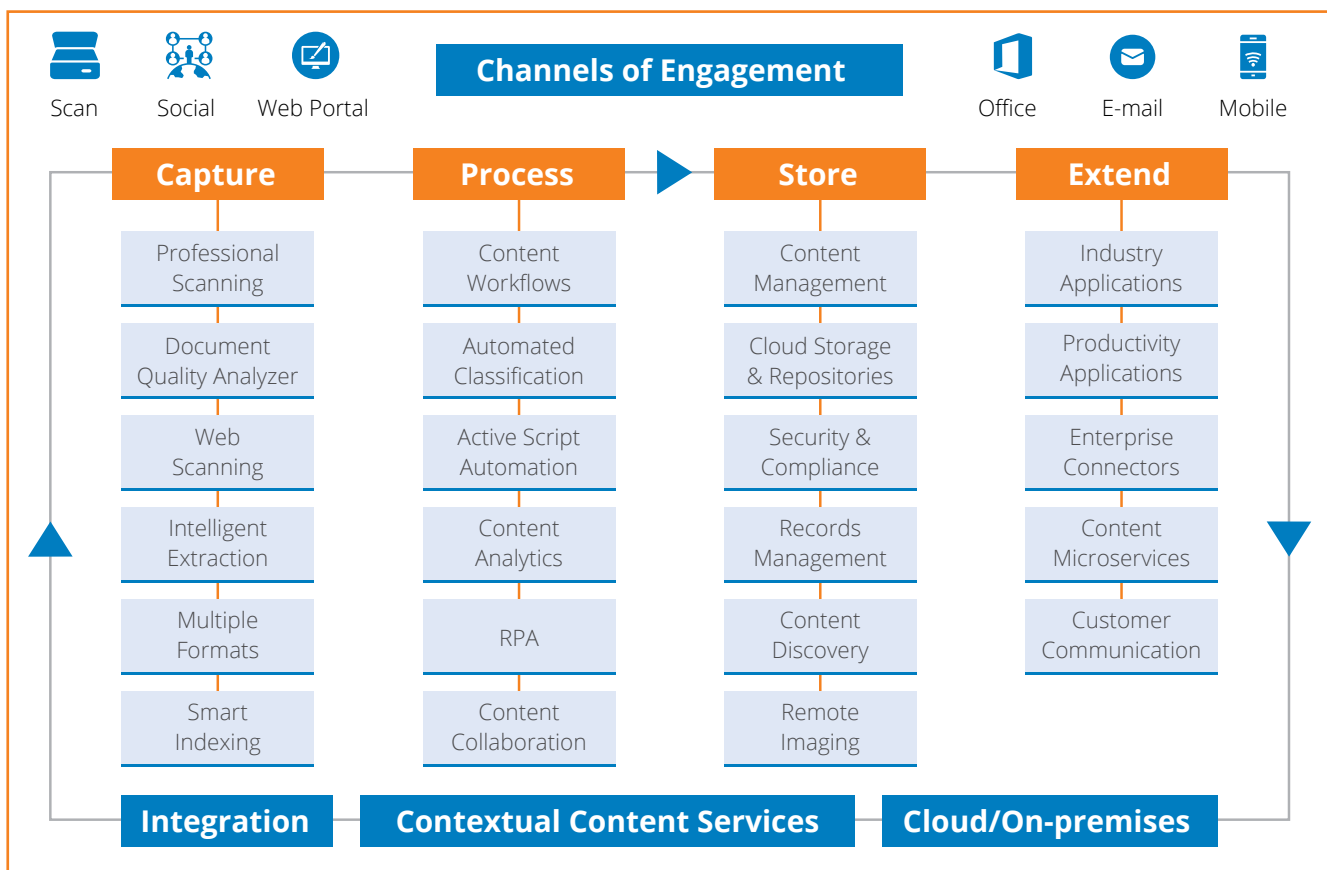 Channels of Engagement
Scan
Social
Web Portal
Office
E-mail
Mobile
Capture
Professional
Scanning
Document
Quality Analyzer
Web
Scanning
Intelligent
Extraction
Multiple
Formats
Smart
Indexing
Process
Content
Workflows
Automated
Classification
Active Script
Automation
Content
Analytics
RPA
Content
Collaboration
Store
Content
Management
Cloud Storage
& Repositories
Security &
Compliance
Records
Management
Content
Discovery
Remote
Imaging
Extend
Industry
Applications
Productivity
Applications
Enterprise
Connectors
Content
Microservices
Customer
Communication
Integration
Contextual Content Services
Cloud/On-premises